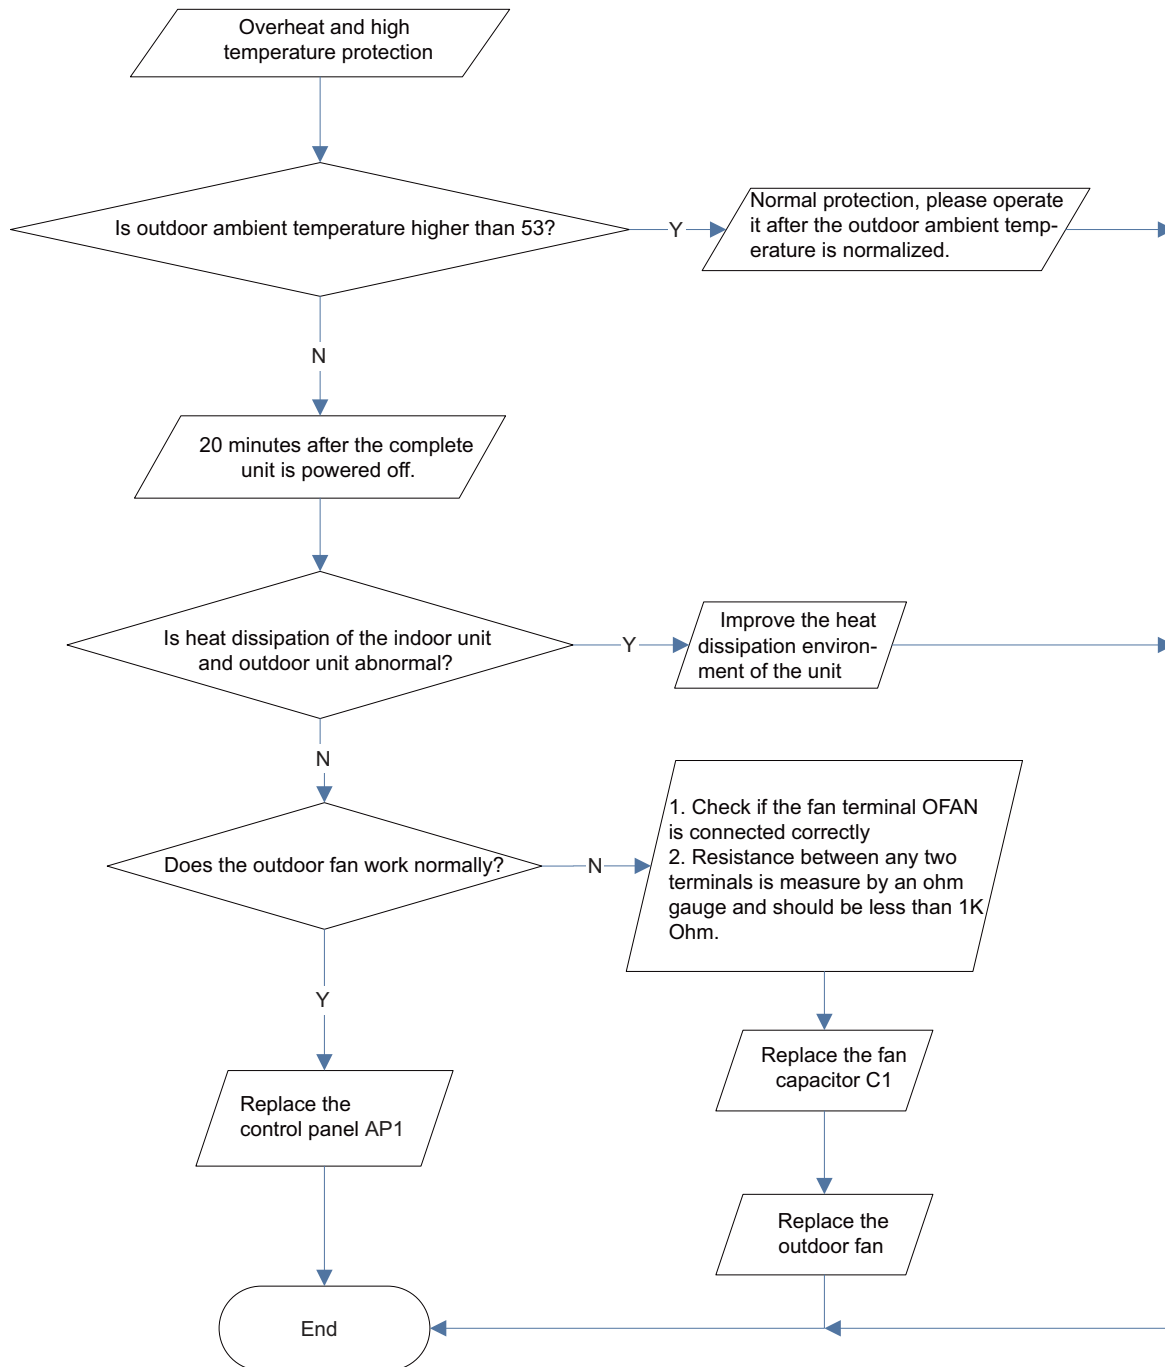 Overheat and high
temperature protection
Is outdoor ambient temperature higher than 53?
Y
Normal protection, please operate
it after the outdoor ambient temp-
erature is normalized.
N
20 minutes after the complete
unit is powered off.
Is heat dissipation of the indoor unit
and outdoor unit abnormal?
Y
Improve the heat
dissipation environ-
ment of the unit
N
Does the outdoor fan work normally?
N
1. Check if the fan terminal OFAN
is connected correctly
2. Resistance between any two
terminals is measure by an ohm
gauge and should be less than 1K
Ohm.
Y
Replace the fan
capacitor C1
Replace the
control panel AP1
Replace the
outdoor fan
End